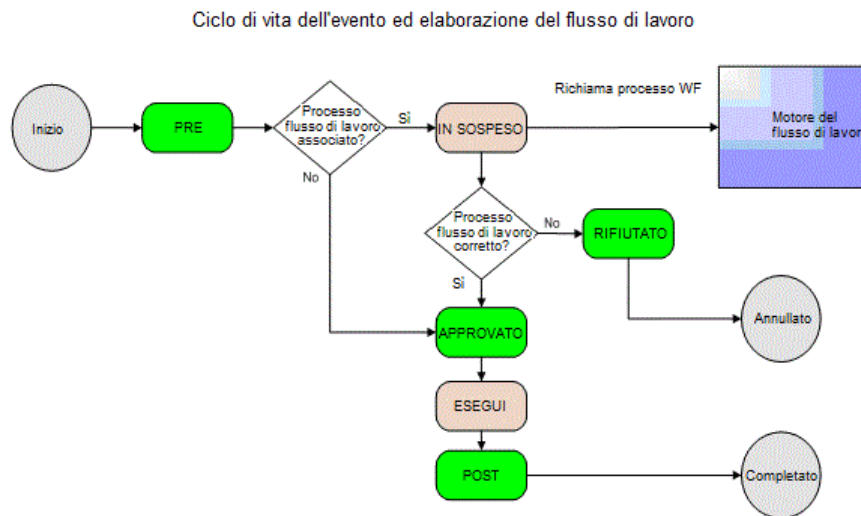 Ciclo di vita dell'evento ed elaborazione del flusso di lavoro
Inizio
PRE
Processo
flusso di lavoro
associato?
Sì
No
IN SOSPESO
Richiama processo WF
Motore del
flusso di lavor
Processo
flusso di lavoro
corretto?
No
Sì
RIFIUTATO
Annullato
APPROVATO
ESEGUI
POST
Completato